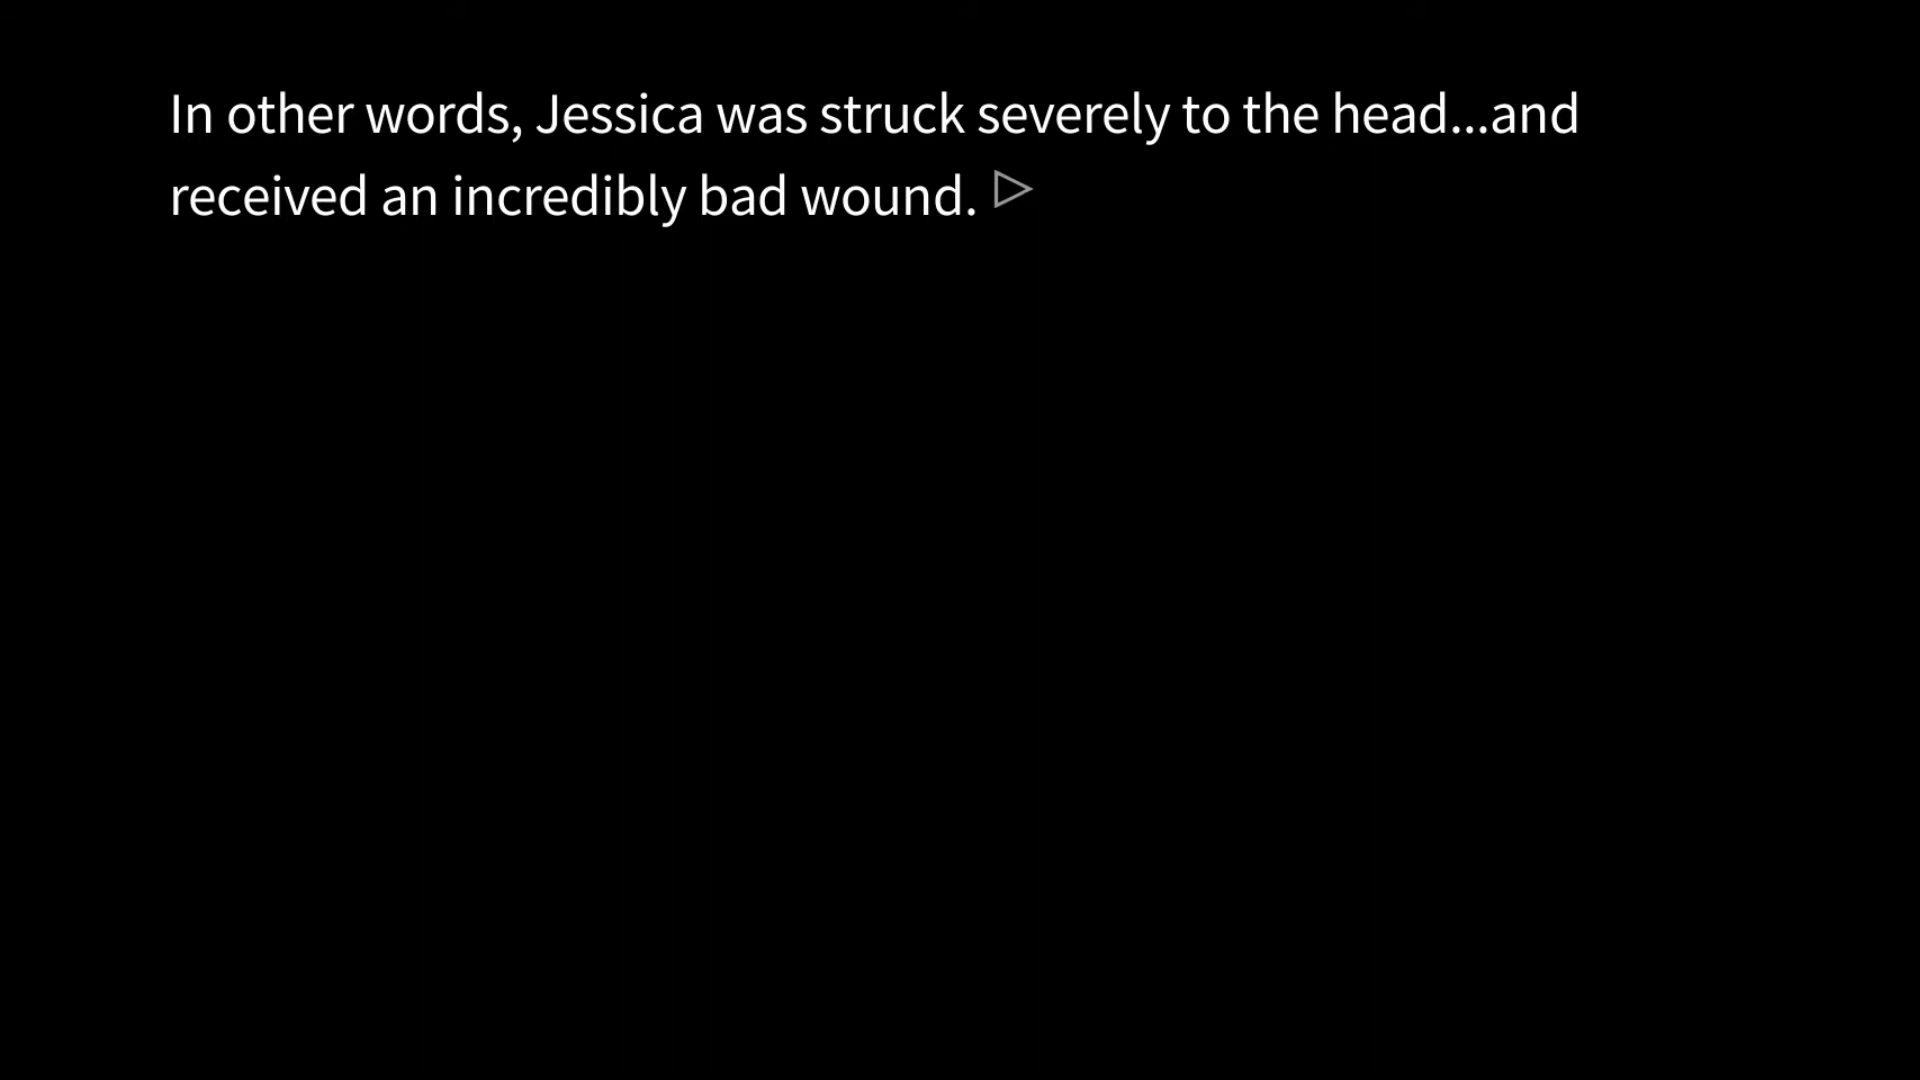 In other words, Jessica was struck severely to the head...and
received an incredibly bad wound.